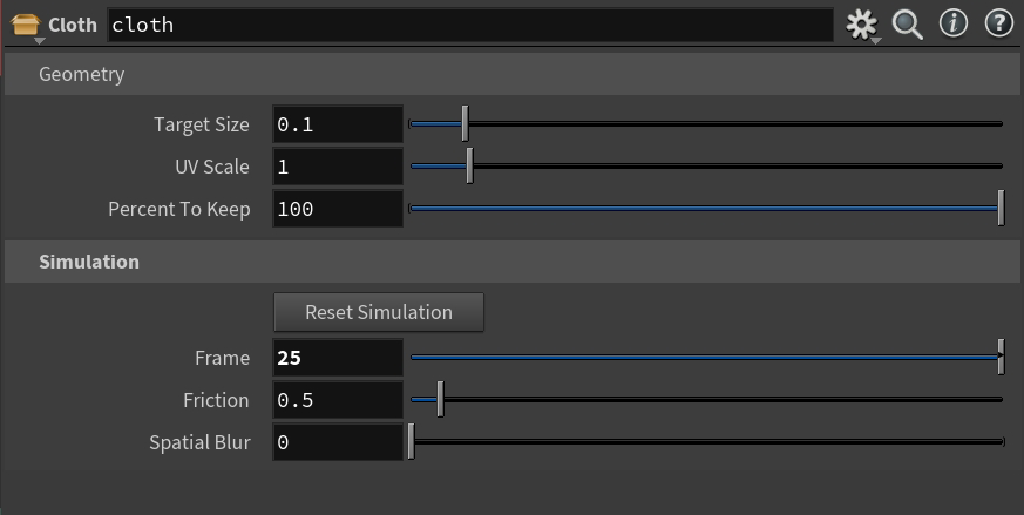 Cloth cloth
Geometry
Target Size 0.1
UV Scale 1
Percent To Keep 100
Simulation
Reset Simulation
Frame 25
Friction 0.5
Spatial Blur 0